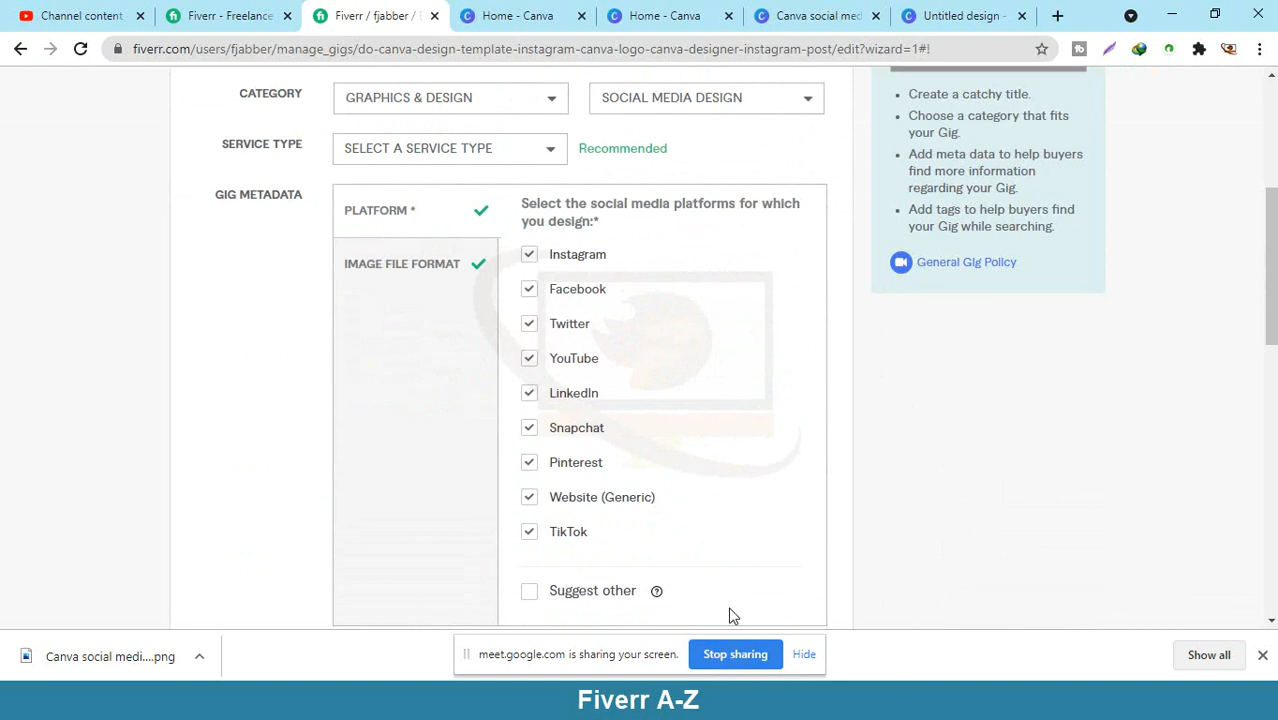 Channel content
Fiverr - Freelance
Fiverr / fjabber / E
Home - Canva
Home - Canva
Canva social med
Untitled design -
fiverr.com/users/fjabber/manage_gigs/do-canva-design-template-instagram-canva-logo-canva-designer-instagram-post/edit?wizard=1#!
CATEGORY
GRAPHICS & DESIGN
SOCIAL MEDIA DESIGN
SERVICE TYPE
SELECT A SERVICE TYPE
Recommended
GIG METADATA
PLATFORM *
IMAGE FILE FORMAT
Select the social media platforms for which
you design:*
Instagram
Facebook
Twitter
YouTube
LinkedIn
Snapchat
Pinterest
Website (Generic)
TikTok
Suggest other
• Create a catchy title.
• Choose a category that fits
your Gig.
• Add meta data to help buyers
find more information
regarding your Gig.
• Add tags to help buyers find
your Gig while searching.
General Gig Policy
Canva social medi....png
meet.google.com is sharing your screen.
Stop sharing
Hide
Show all
Fiverr A-Z